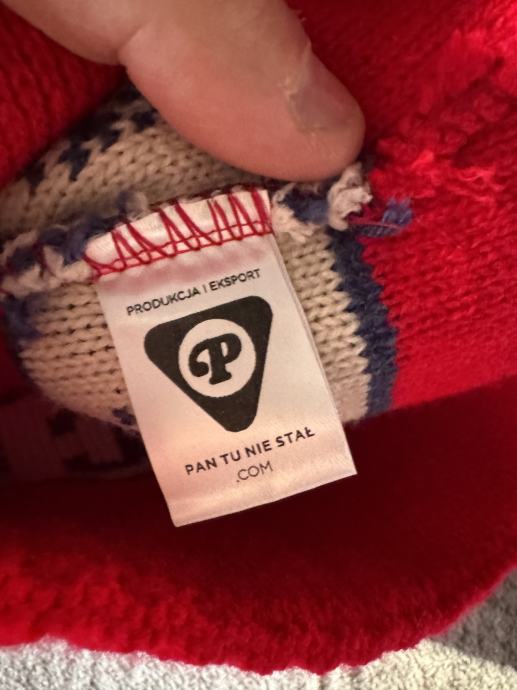 PRODUKCJA I EKSPORT
P
PAN TU NIE STAŁ
.COM